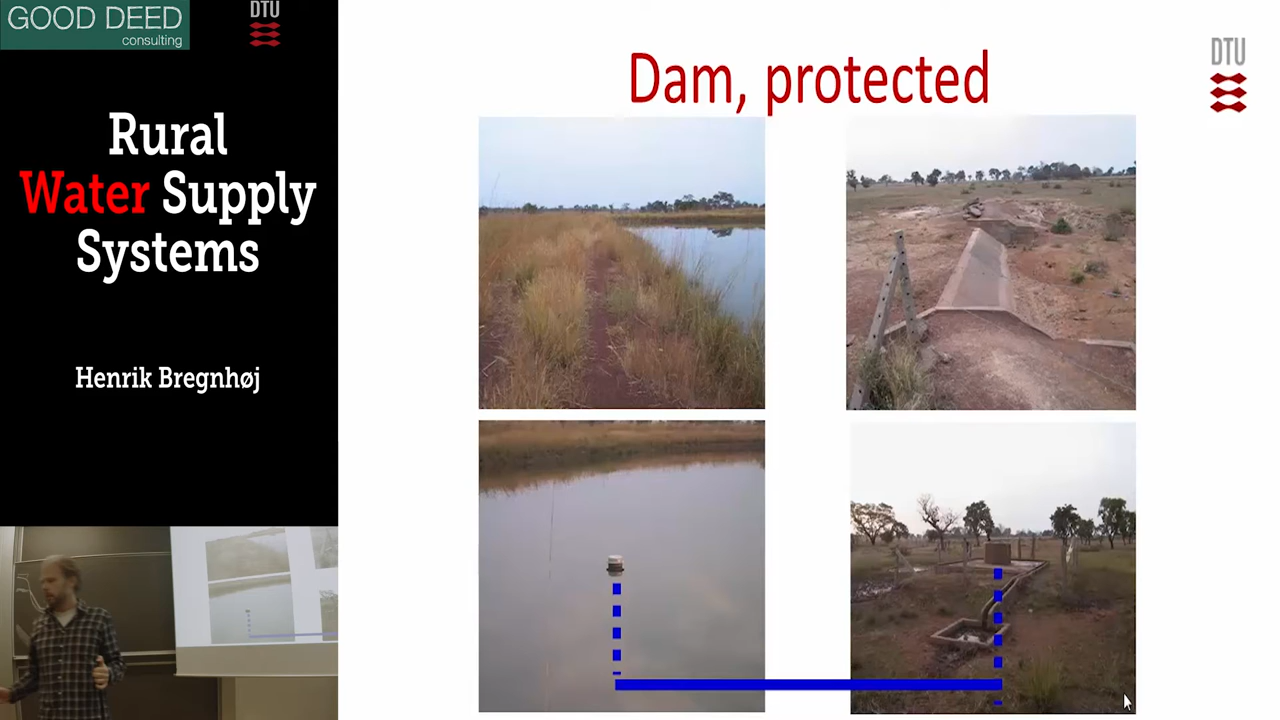 GOOD DEED
consulting
DTU
Rural
Water Supply
Systems
Henrik Bregnhøj
Dam, protected
DTU